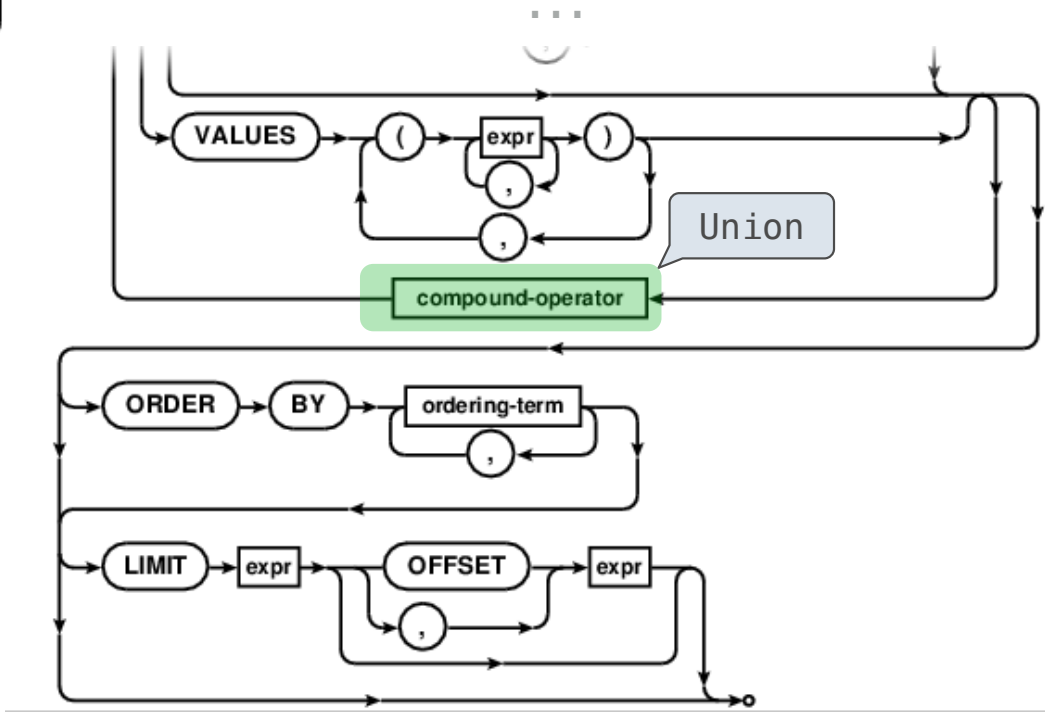 ...
,
VALUES ( expr )
,
,
Union
compound-operator
ORDER BY ordering-term
,
LIMIT expr OFFSET expr
,